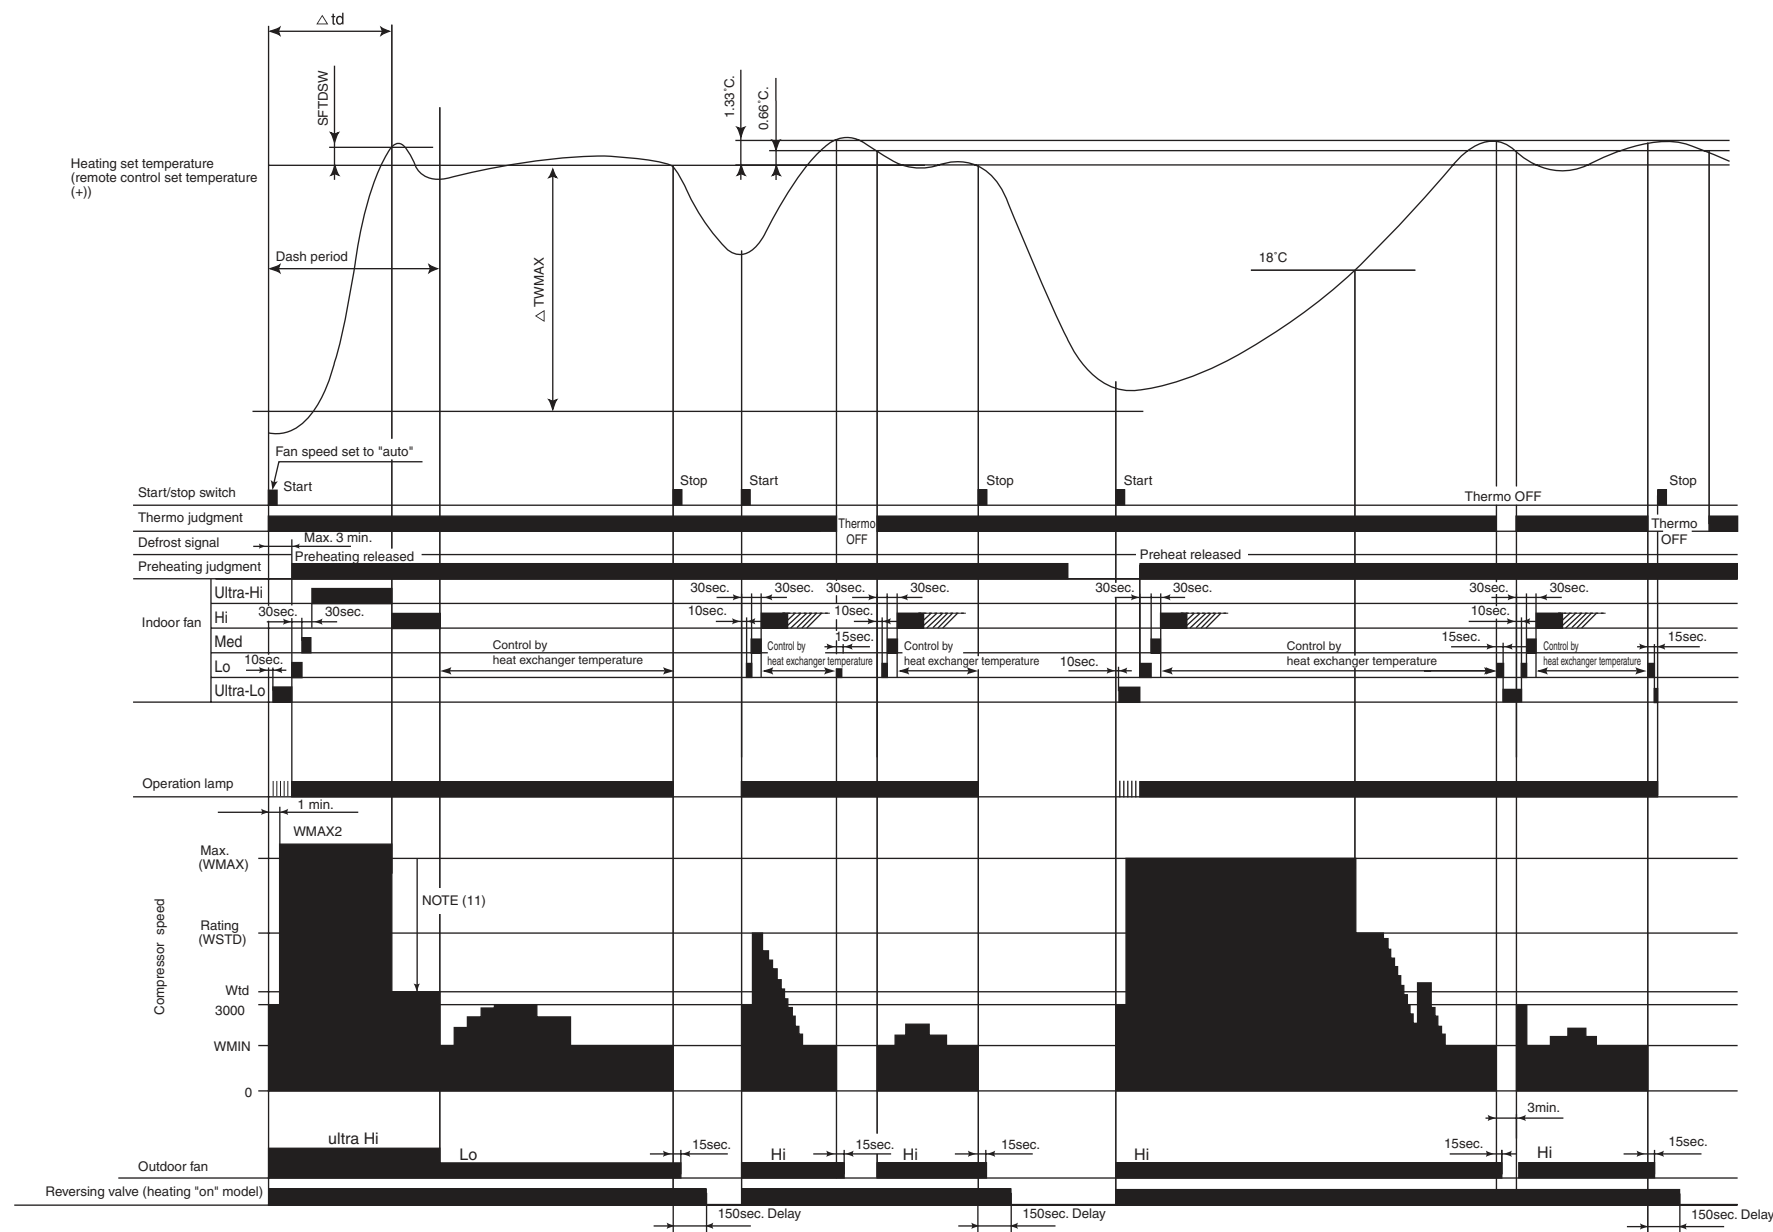 △ td
SFTDSW
1.33˚C.
0.66˚C.
Heating set temperature
(remote control set temperature
(+))
Dash period
△ TWMAX
18˚C
Fan speed set to "auto"
Start/stop switch
Start
Stop
Start
Stop
Start
Thermo OFF
Stop
Thermo judgment
Thermo
OFF
Thermo
OFF
Defrost signal
Max. 3 min.
Preheating judgment
Preheating released
Preheat released
Indoor fan
Ultra-Hi
30sec.
30sec.
30sec.
30sec.
30sec.
30sec.
30sec.
30sec.
Hi
30sec.
30sec.
10sec.
10sec.
10sec.
Med
Control by
heat exchanger temperature
Control by
heat exchanger temperature
15sec.
Control by
heat exchanger temperature
Control by
heat exchanger temperature
15sec.
Control by
heat exchanger temperature
15sec.
Lo
10sec.
10sec.
Ultra-Lo
Operation lamp
1 min.
WMAX2
Compressor speed
Max.
(WMAX)
NOTE (11)
Rating
(WSTD)
Wtd
3000
WMIN
0
3min.
Outdoor fan
ultra Hi
Lo
15sec.
Hi
15sec.
Hi
15sec.
Hi
15sec.
Hi
15sec.
Reversing valve (heating "on" model)
150sec. Delay
150sec. Delay
150sec. Delay